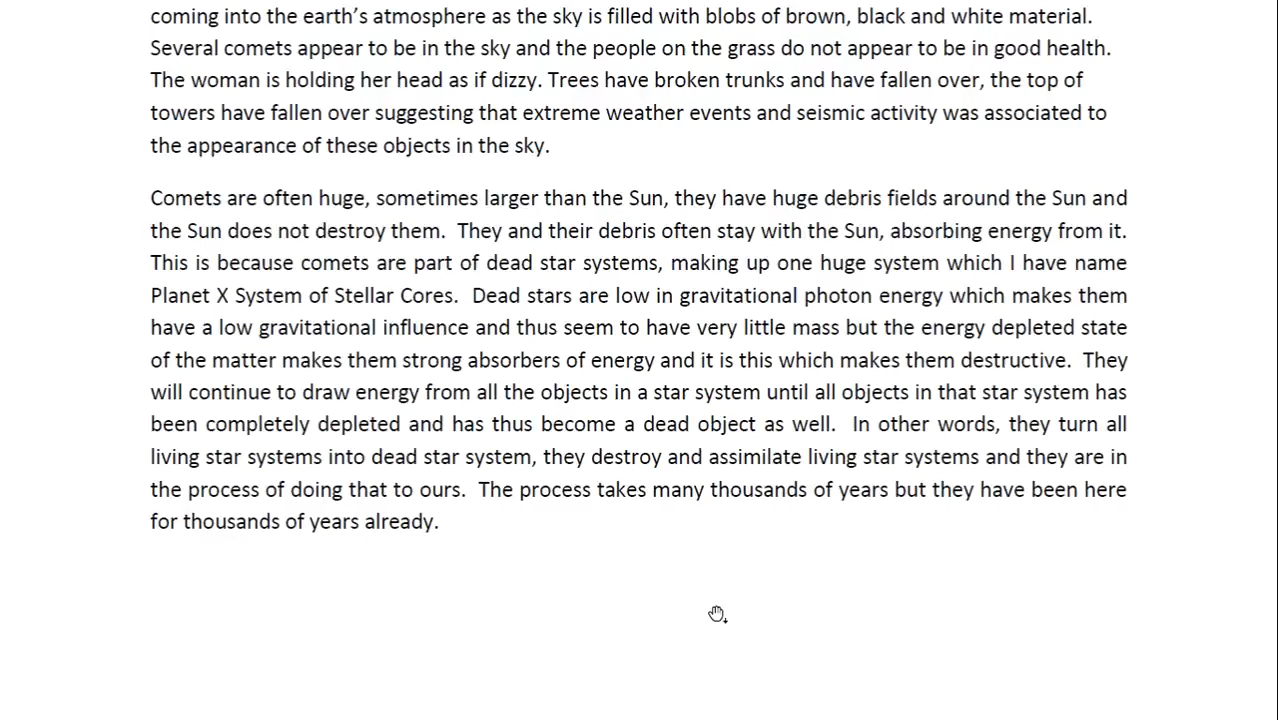 coming into the earth’s atmosphere as the sky is filled with blobs of brown, black and white material.
Several comets appear to be in the sky and the people on the grass do not appear to be in good health.
The woman is holding her head as if dizzy. Trees have broken trunks and have fallen over, the top of
towers have fallen over suggesting that extreme weather events and seismic activity was associated to
the appearance of these objects in the sky.
Comets are often huge, sometimes larger than the Sun, they have huge debris fields around the Sun and
the Sun does not destroy them.  They and their debris often stay with the Sun, absorbing energy from it.
This is because comets are part of dead star systems, making up one huge system which I have name
Planet X System of Stellar Cores.  Dead stars are low in gravitational photon energy which makes them
have a low gravitational influence and thus seem to have very little mass but the energy depleted state
of the matter makes them strong absorbers of energy and it is this which makes them destructive.  They
will continue to draw energy from all the objects in a star system until all objects in that star system has
been completely depleted and has thus become a dead object as well.  In other words, they turn all
living star systems into dead star system, they destroy and assimilate living star systems and they are in
the process of doing that to ours.  The process takes many thousands of years but they have been here
for thousands of years already.